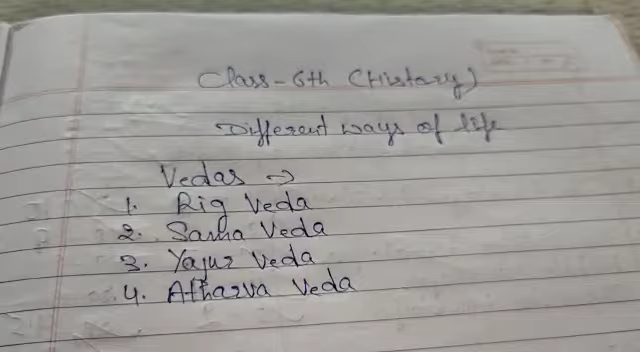 Class-6th (History)
Different ways of life
Vedas →
1. Rig Veda
2. Sama Veda
3. Yajur Veda
4. Atharva Veda